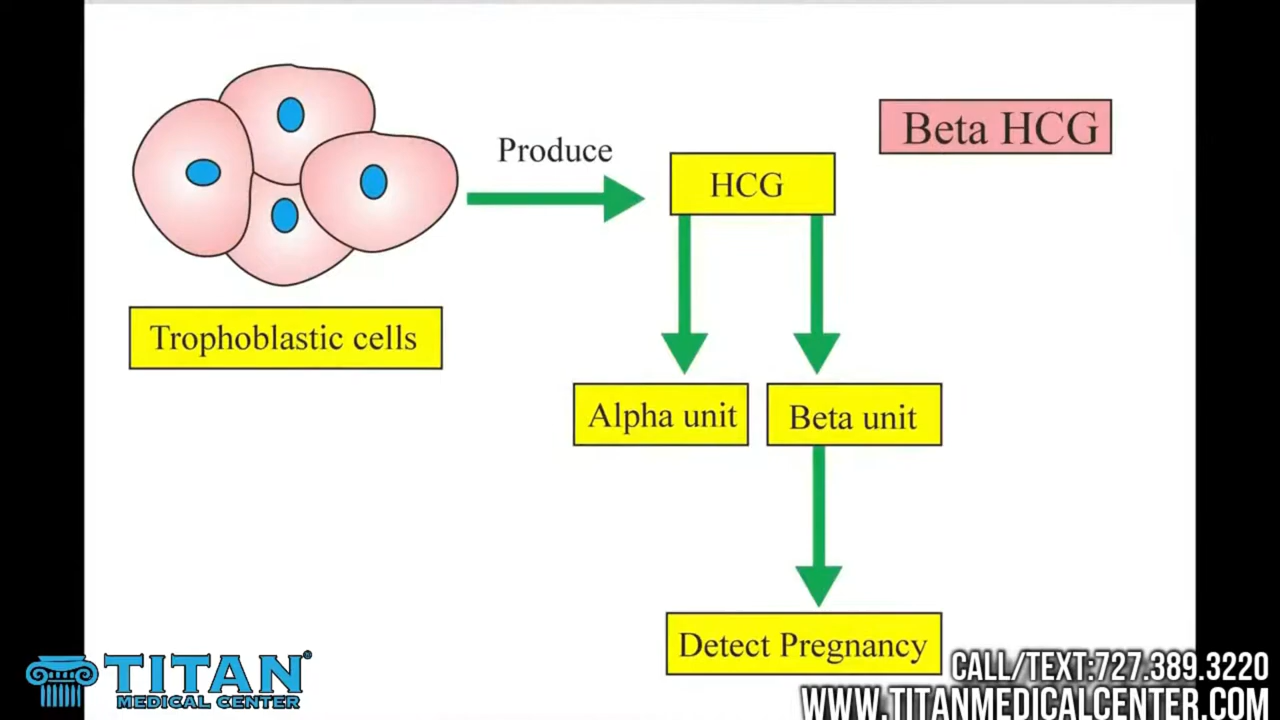 Beta HCG
Produce
HCG
Trophoblastic cells
Alpha unit
Beta unit
Detect Pregnancy
TITAN®
MEDICAL CENTER
CALL/TEXT:727.389.3220
WWW.TITANMEDICALCENTER.COM